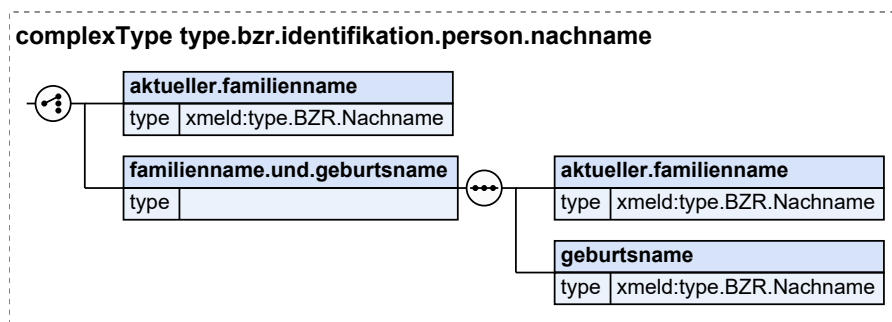 complexType type.bzr.identifikation.person.nachname
aktueller.familienname
type xmeld:type.BZR.Nachname
familienname.und.geburtsname
type
aktueller.familienname
type xmeld:type.BZR.Nachname
geburtsname
type xmeld:type.BZR.Nachname